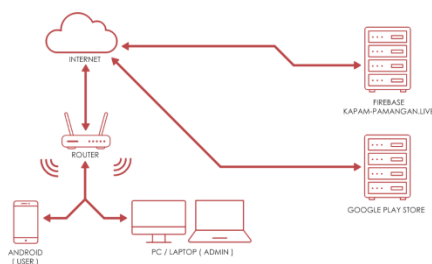 INTERNET
FIREBASE
KAPAM-PAMANGAN.LIVE
ROUTER
GOOGLE PLAY STORE
ANDROID
( USER )
PC / LAPTOP ( ADMIN )